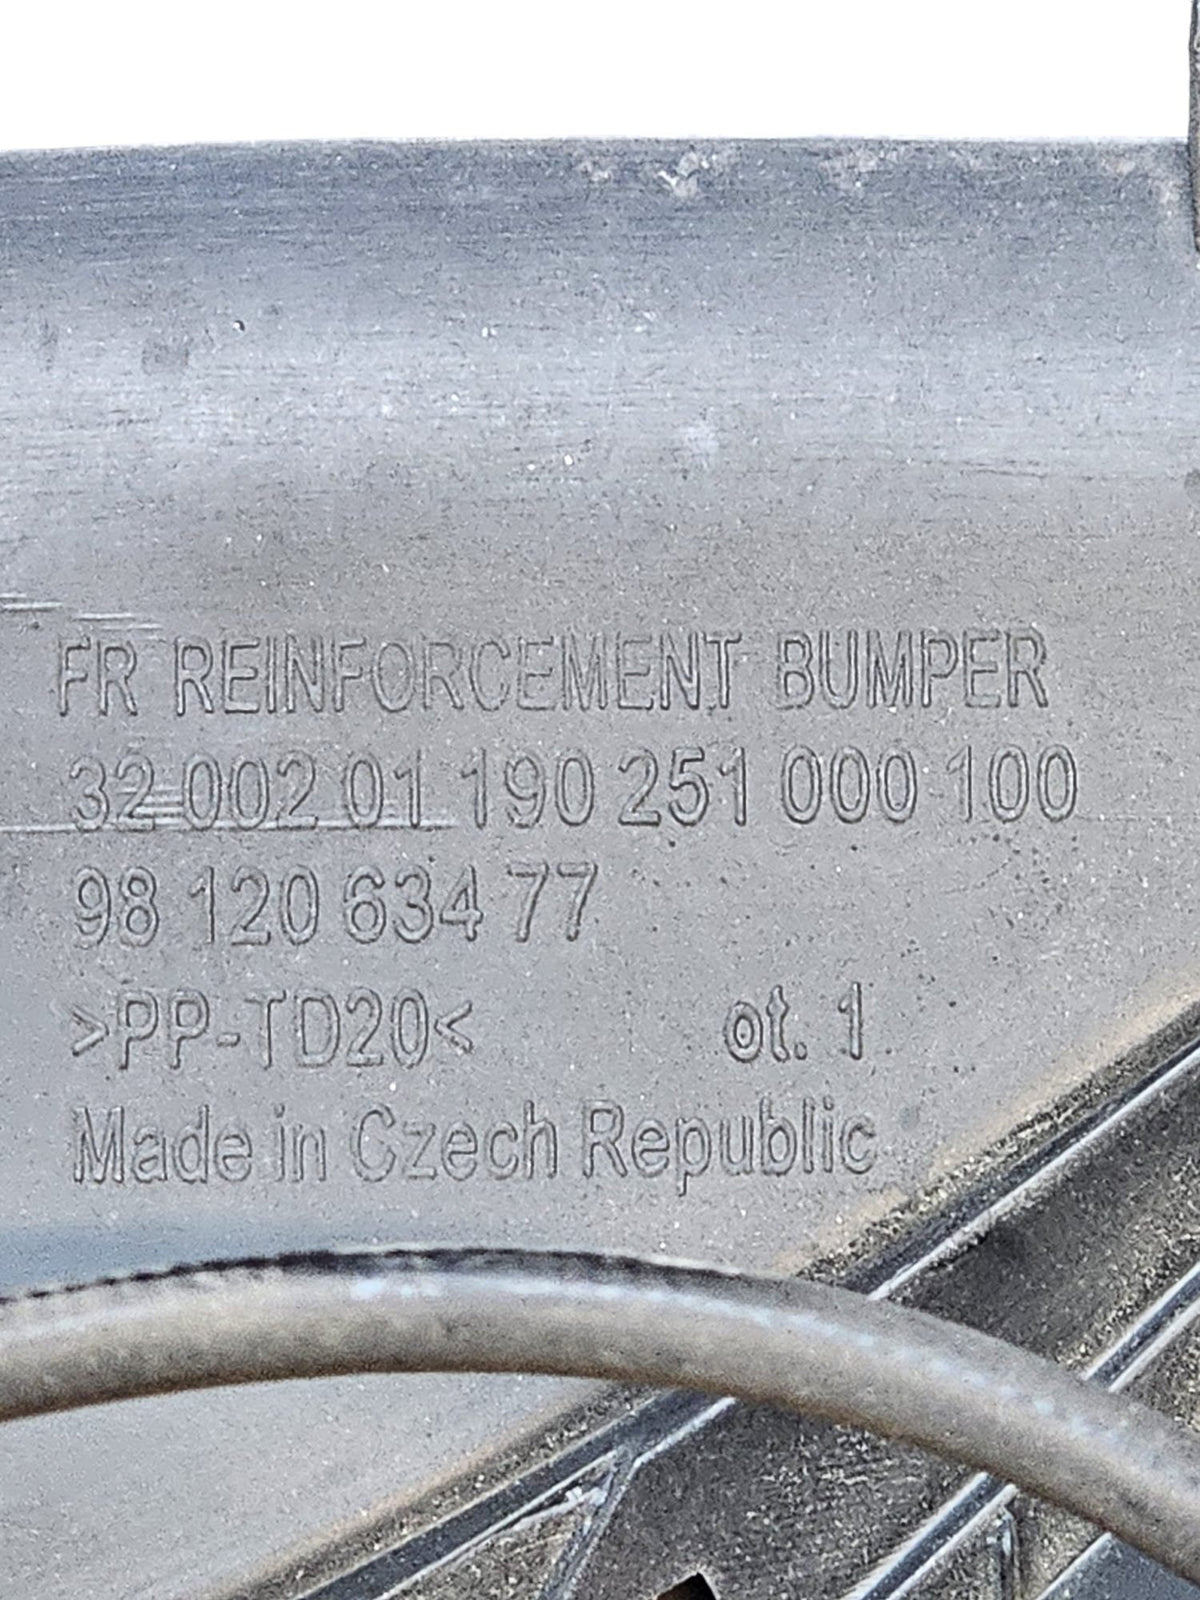 FR REINFORCEMENT BUMPER
32 002 01 190 251 000 100
98 120 634 77
>PP-TD20< ot. 1
Made in Czech Republic